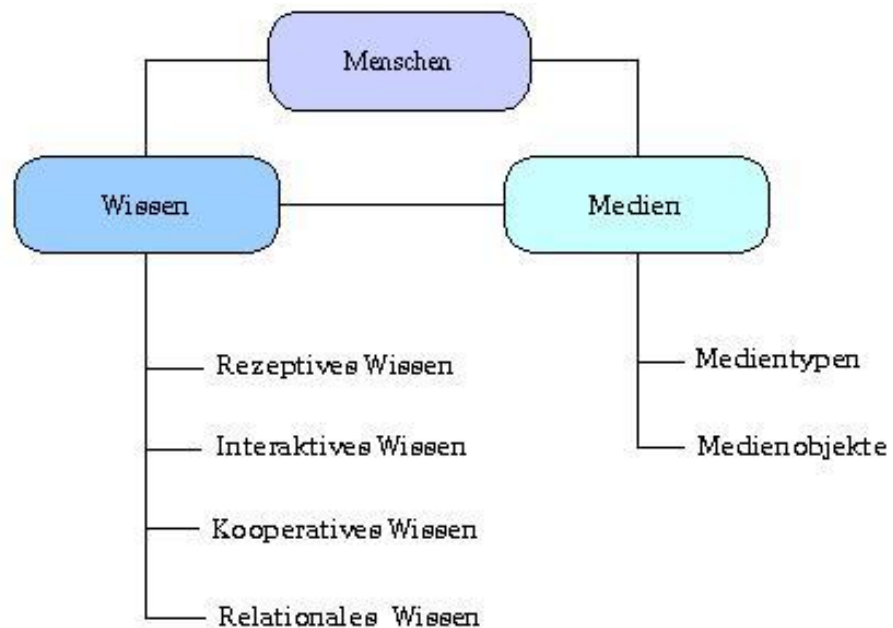 Menschen
Wissen
Medien
Rezeptives Wissen
Interaktives Wissen
Kooperatives Wissen
Relationales Wissen
Medientypen
Medienobjekte